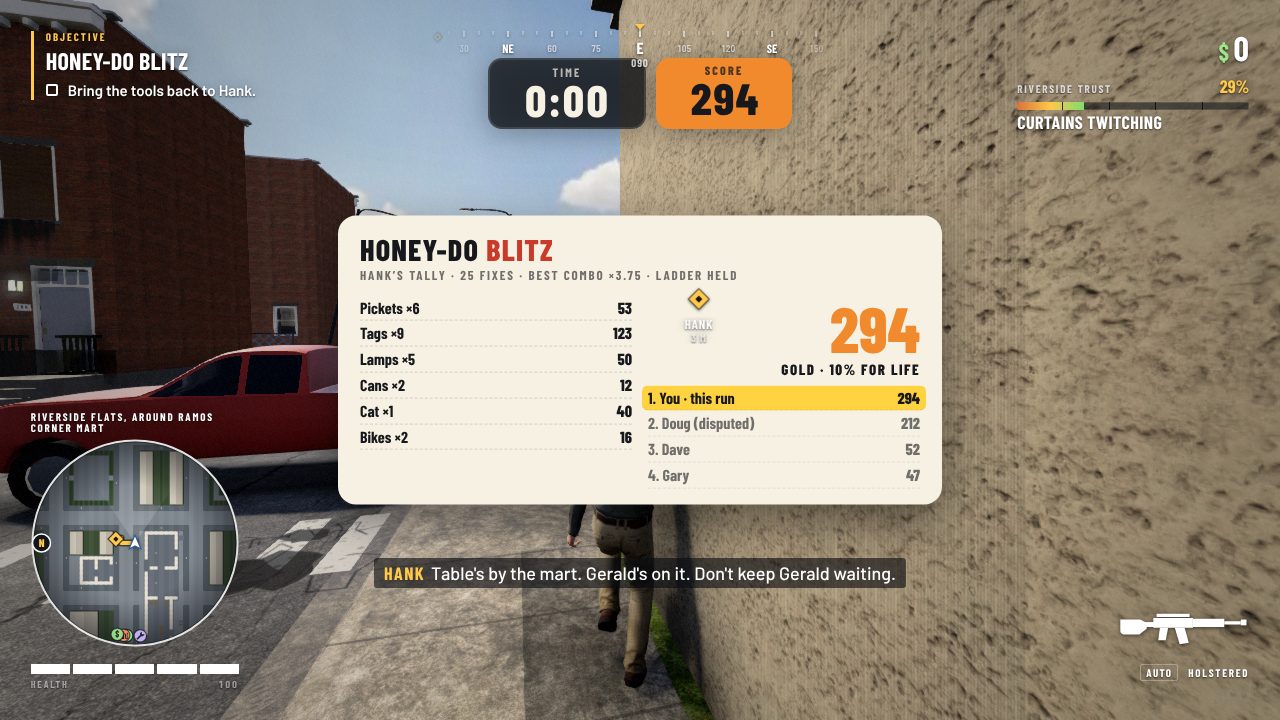 OBJECTIVE
HONEY-DO BLITZ
Bring the tools back to Hank.
30 NE 60 75 E 105 120 SE 150
090
TIME
0:00
SCORE
294
$ 0
RIVERSIDE TRUST 29%
CURTAINS TWITCHING
HONEY-DO BLITZ
HANK'S TALLY · 25 FIXES · BEST COMBO ×3.75 · LADDER HELD
Pickets ×6 53
Tags ×9 123
Lamps ×5 50
Cans ×2 12
Cat ×1 40
Bikes ×2 16
HANK
3 M
294
GOLD · 10% FOR LIFE
1. You · this run 294
2. Doug (disputed) 212
3. Dave 52
4. Gary 47
RIVERSIDE FLATS, AROUND RAMOS
CORNER MART
N
$
HANK Table's by the mart. Gerald's on it. Don't keep Gerald waiting.
HEALTH 100
AUTO HOLSTERED